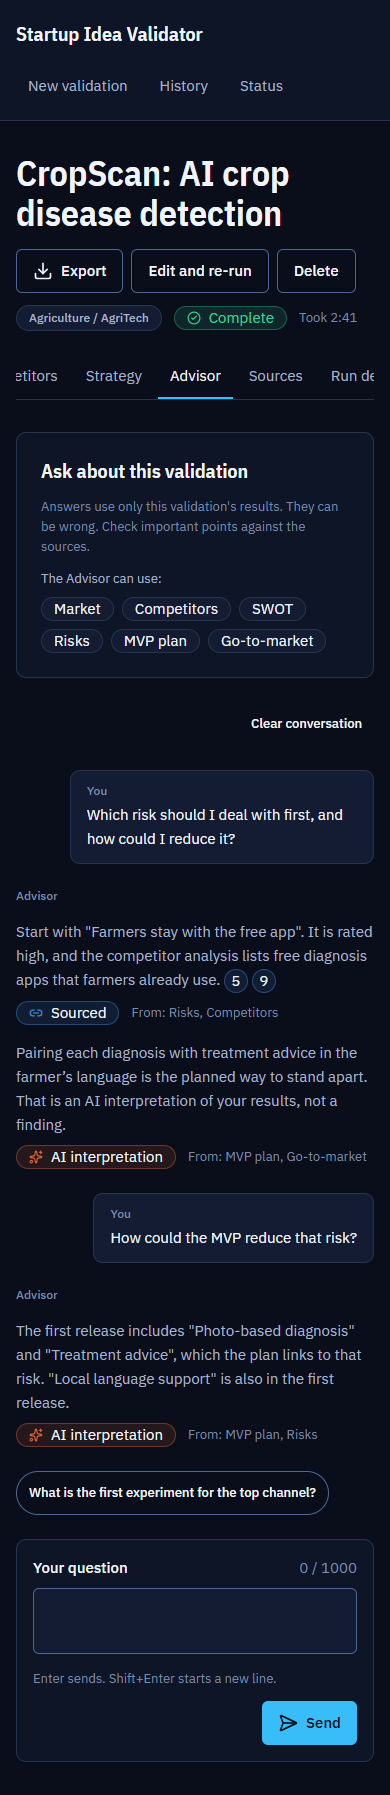 Startup Idea Validator
New validation History Status
CropScan: AI crop
disease detection
Export Edit and re-run Delete
Agriculture / AgriTech Complete Took 2:41
etitors Strategy Advisor Sources Run de
Ask about this validation
Answers use only this validation's results. They can
be wrong. Check important points against the
sources.
The Advisor can use:
Market Competitors SWOT
Risks MVP plan Go-to-market
Clear conversation
You
Which risk should I deal with first, and
how could I reduce it?
Advisor
Start with "Farmers stay with the free app". It is rated
high, and the competitor analysis lists free diagnosis
apps that farmers already use. 5 9
Sourced From: Risks, Competitors
Pairing each diagnosis with treatment advice in the
farmer’s language is the planned way to stand apart.
That is an AI interpretation of your results, not a
finding.
AI interpretation From: MVP plan, Go-to-market
You
How could the MVP reduce that risk?
Advisor
The first release includes "Photo-based diagnosis"
and "Treatment advice", which the plan links to that
risk. "Local language support" is also in the first
release.
AI interpretation From: MVP plan, Risks
What is the first experiment for the top channel?
Your question 0 / 1000
Enter sends. Shift+Enter starts a new line.
Send